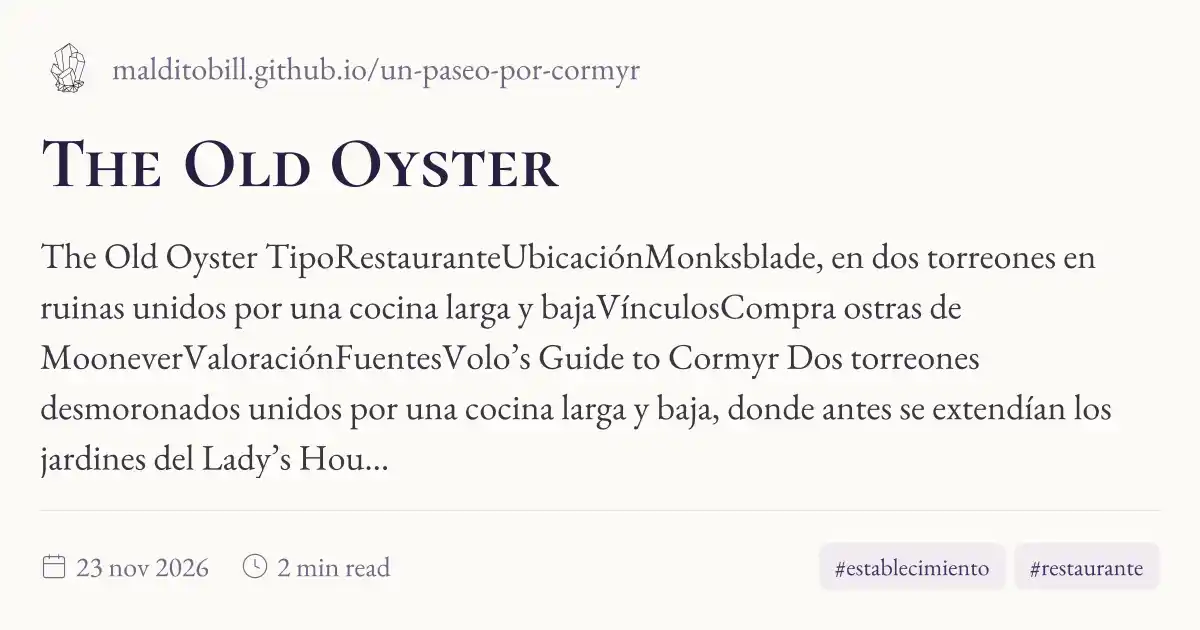 malditobill.github.io/un-paseo-por-cormyr
The Old Oyster
The Old Oyster TipoRestauranteUbicaciónMonksblade, en dos torreones en
ruinas unidos por una cocina larga y bajaVínculosCompra ostras de
MooneverValoraciónFuentesVolo’s Guide to Cormyr Dos torreones
desmoronados unidos por una cocina larga y baja, donde antes se extendían los
jardines del Lady’s Hou...
23 nov 2026 2 min read #establecimiento #restaurante